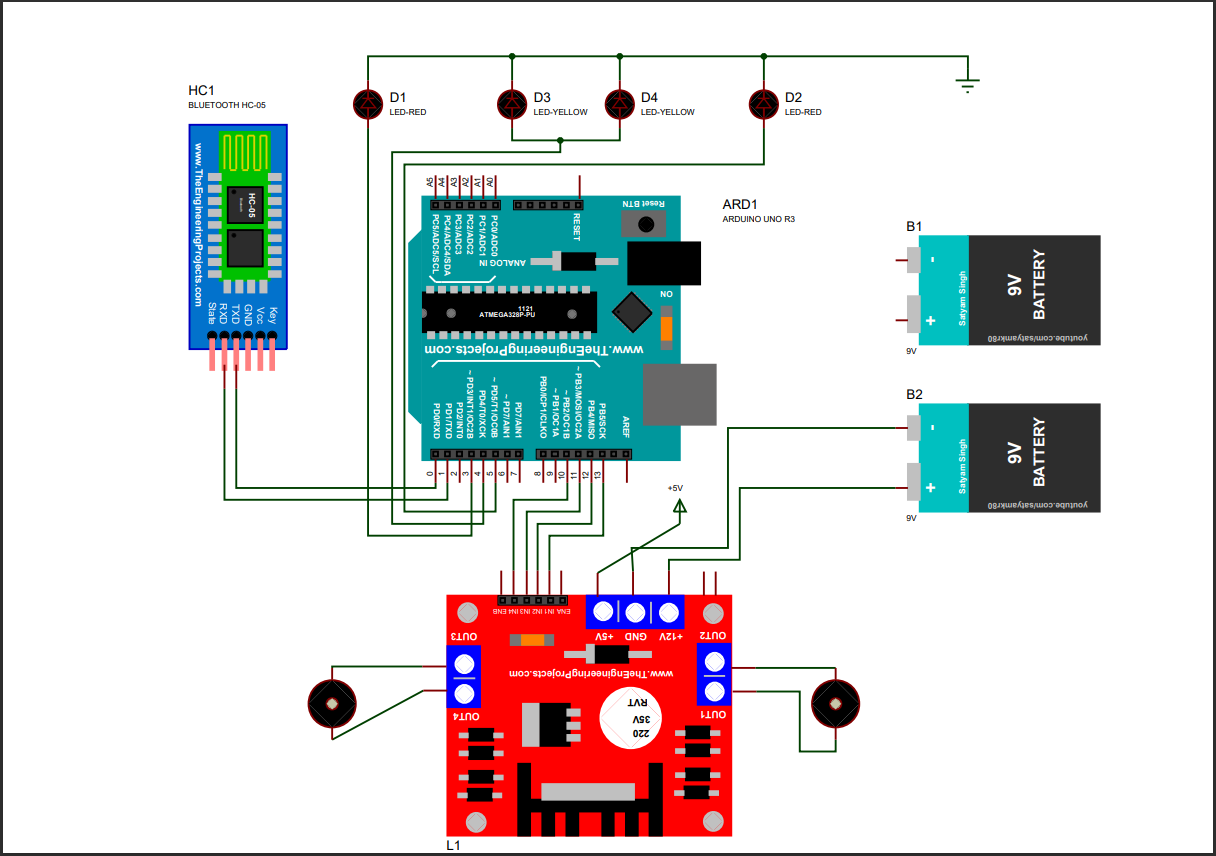 HC1
BLUETOOTH HC-05
www.TheEngineeringProjects.com
HC-05
State
RXD
TXD
GND
Vcc
Key
D1
LED-RED
D3
LED-YELLOW
D4
LED-YELLOW
D2
LED-RED
A5
A4
A3
A2
A1
A0
ARD1
ARDUINO UNO R3
Reset BTN
RESET
PC5/ADC5/SCL
PC4/ADC4/SDA
PC3/ADC3
PC2/ADC2
PC1/ADC1
PC0/ADC0
ANALOG IN
ON
1121
ATMEGA328P-PU
www.TheEngineeringProjects.com
PD0/RXD
PD1/TXD
PD2/INT0
~ PD3/INT1/OC2B
PD4/T0/XCK
~ PD5/T1/OC0B
~ PD7/AIN1
PD7/AIN1
PB0/ICP1/CLKO
~ PB1/OC1A
~ PB2/OC1B
~ PB3/MOSI/OC2A
PB4/MISO
PB5/SCK
AREF
0
1
2
3
4
5
6
7
8
9
10
11
12
13
B1
-
+
Satyam Singh
9V
BATTERY
youtube.com/satyamkr80
9V
B2
-
+
Satyam Singh
9V
BATTERY
youtube.com/satyamkr80
9V
+5V
ENA IN1 IN2 IN3 IN4 ENB
+5V
GND
+12V
OUT3
OUT2
www.TheEngineeringProjects.com
OUT4
OUT1
220
35V
RVT
L1